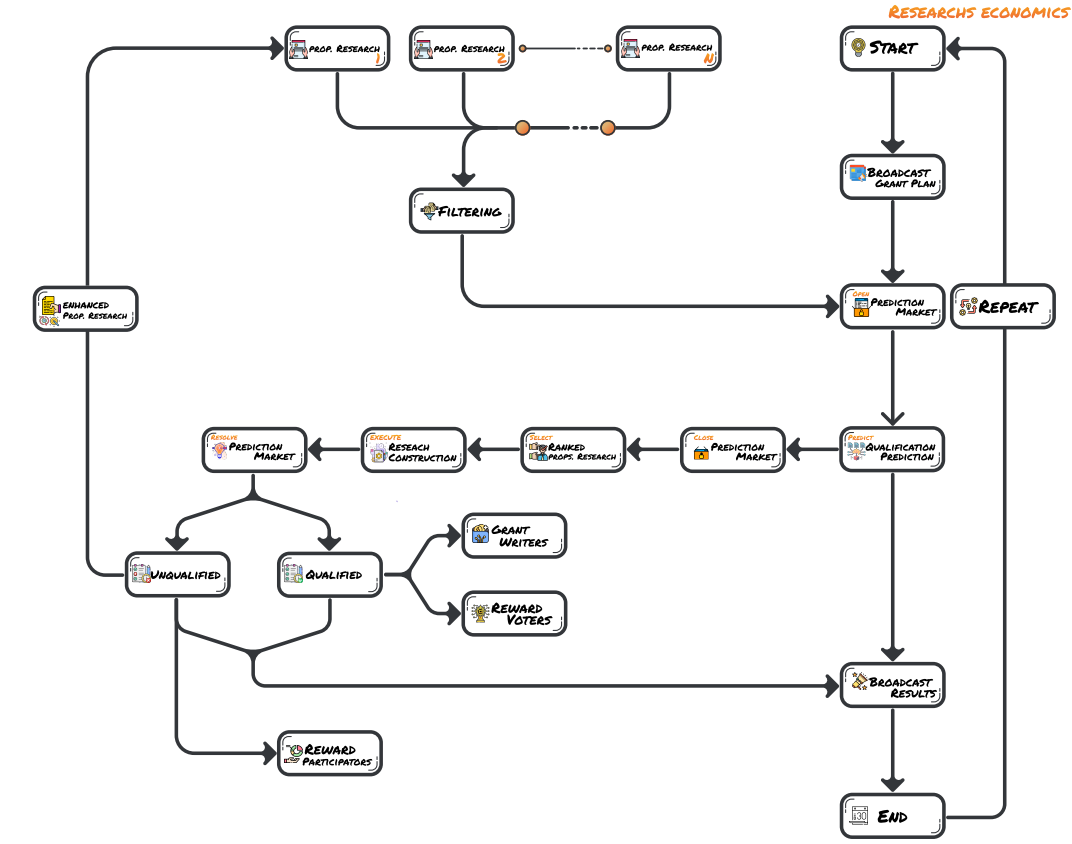 Researchs economics
prop. Research
1
prop. Research
2
prop. Research
N
Start
Broadcast
Grant Plan
Filtering
enhanced
Prop. Research
Open
Prediction
Market
Repeat
Resolve
Prediction
Market
Execute
Reseach
Construction
Select
Ranked
props. Research
Close
Prediction
Market
Predict
Qualification
Prediction
Grant
Writers
Unqualified
Qualified
Reward
Voters
Broadcast
Results
Reward
Participators
30
End